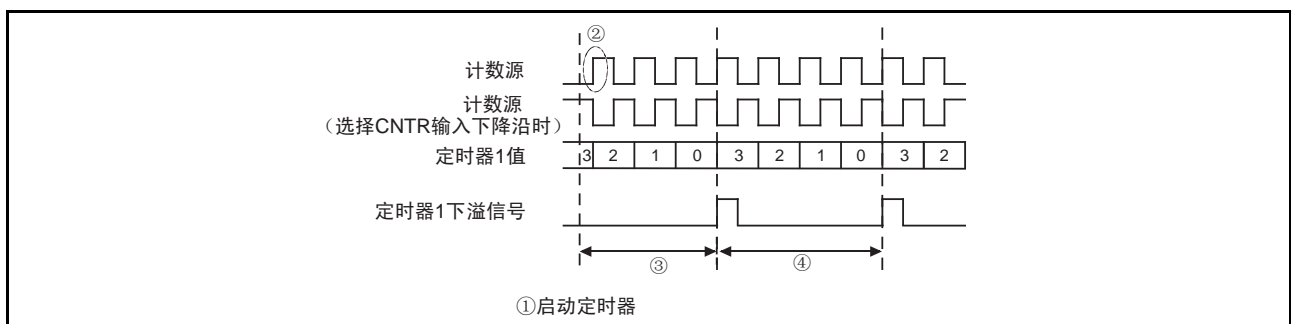 ②
计数源
计数源
（选择CNTR输入下降沿时）
定时器1值
3 2 1 0 3 2 1 0 3 2
定时器1下溢信号
③ ④
①启动定时器